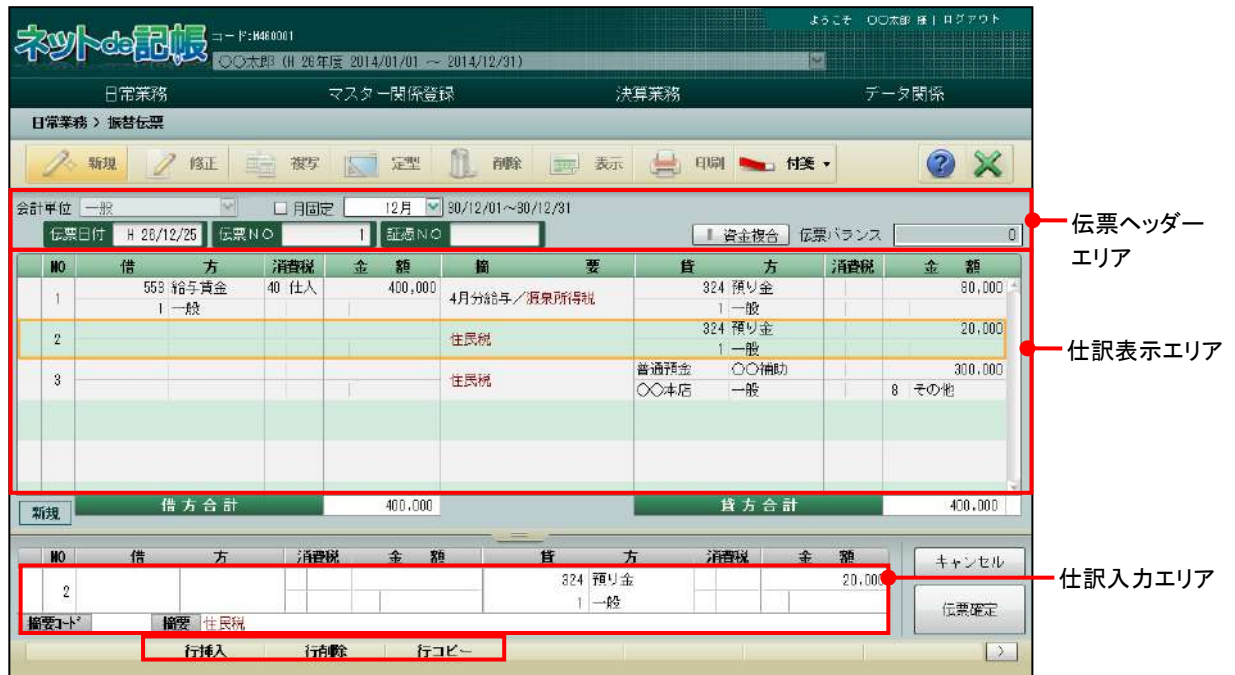 ようこそ 〇〇太郎 様 | ログアウト
ネットde記帳 コード:H460001
〇〇太郎 (H 26年度 2014/01/01 ～ 2014/12/31)
日常業務 マスター関係登録 決算業務 データ関係
日常業務 > 振替伝票
新規 修正 複写 定型 削除 表示 印刷 付箋
会計単位 一般 月固定 12月 30/12/01～30/12/31
伝票ヘッダー
エリア
伝票日付 H 26/12/25 伝票NO 1 証憑NO 資金複合 伝票バランス 0
NO 借 方 消費税 金 額 摘 要 貸 方 消費税 金 額
1 553 給与賃金 40 仕入 400,000 4月分給与／源泉所得税 324 預り金 80,000
1 一般 1 一般
2 住民税 324 預り金 20,000
1 一般
仕訳表示エリア
3 住民税 普通預金 〇〇補助 300,000
〇〇本店 一般 8 その他
新規 借方合計 400,000 貸方合計 400,000
NO 借 方 消費税 金 額 貸 方 消費税 金 額 キャンセル
2 324 預り金 20,000
1 一般
仕訳入力エリア
伝票確定
摘要コード 摘要 住民税
行挿入 行削除 行コピー